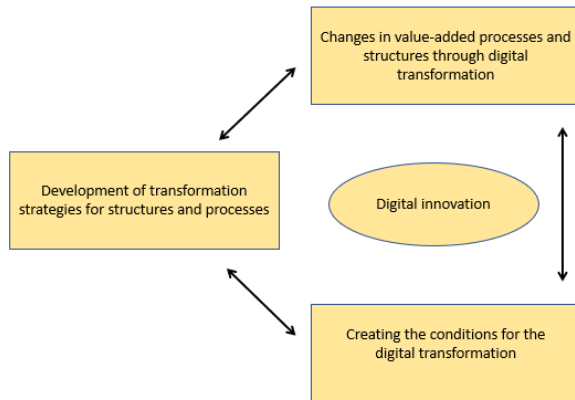 Changes in value-added processes and
structures through digital
transformation
Development of transformation
strategies for structures and processes
Digital innovation
Creating the conditions for the
digital transformation